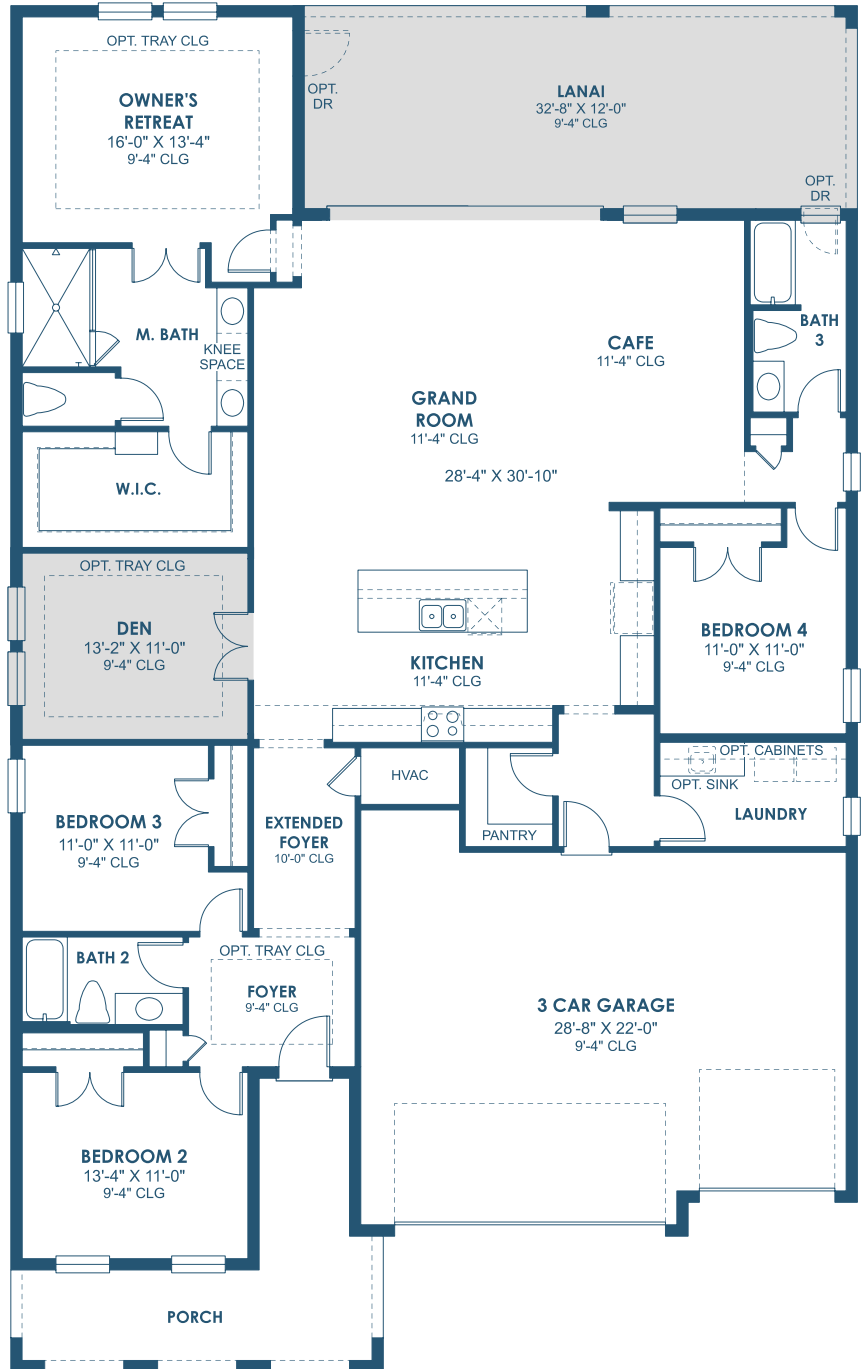 OPT. TRAY CLG
OWNER'S
RETREAT
16'-0" X 13'-4"
9'-4" CLG
OPT.
DR
LANAI
32'-8" X 12'-0"
9'-4" CLG
OPT.
DR
M. BATH
KNEE
SPACE
BATH
3
CAFE
11'-4" CLG
GRAND
ROOM
11'-4" CLG
28'-4" X 30'-10"
W.I.C.
OPT. TRAY CLG
DEN
13'-2" X 11'-0"
9'-4" CLG
KITCHEN
11'-4" CLG
BEDROOM 4
11'-0" X 11'-0"
9'-4" CLG
OPT. CABINETS
OPT. SINK
LAUNDRY
HVAC
PANTRY
BEDROOM 3
11'-0" X 11'-0"
9'-4" CLG
EXTENDED
FOYER
10'-0" CLG
BATH 2
OPT. TRAY CLG
FOYER
9'-4" CLG
3 CAR GARAGE
28'-8" X 22'-0"
9'-4" CLG
BEDROOM 2
13'-4" X 11'-0"
9'-4" CLG
PORCH